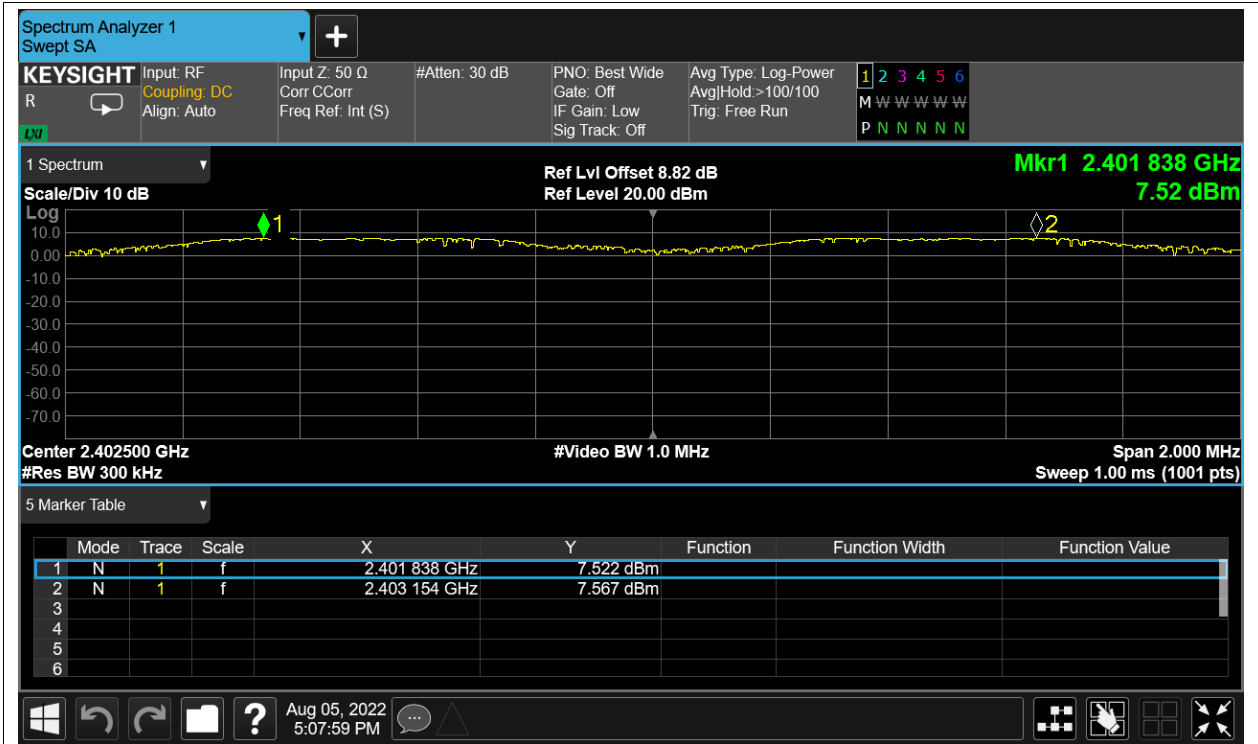 Spectrum Analyzer 1
Swept SA
KEYSIGHT
R
LXI
Input: RF
Coupling: DC
Align: Auto
Input Z: 50 Ω
Corr CCorr
Freq Ref: Int (S)
#Atten: 30 dB
PNO: Best Wide
Gate: Off
IF Gain: Low
Sig Track: Off
Avg Type: Log-Power
Avg|Hold:>100/100
Trig: Free Run
1 2 3 4 5 6
M W W W W W
P N N N N N
1 Spectrum
Scale/Div 10 dB
Ref Lvl Offset 8.82 dB
Ref Level 20.00 dBm
Mkr1 2.401 838 GHz
7.52 dBm
Log
10.0
0.00
-10.0
-20.0
-30.0
-40.0
-50.0
-60.0
-70.0
1
2
Center 2.402500 GHz
#Res BW 300 kHz
#Video BW 1.0 MHz
Span 2.000 MHz
Sweep 1.00 ms (1001 pts)
5 Marker Table
Mode Trace Scale X Y Function Function Width Function Value
1 N 1 f 2.401 838 GHz 7.522 dBm
2 N 1 f 2.403 154 GHz 7.567 dBm
3
4
5
6
?
Aug 05, 2022
5:07:59 PM